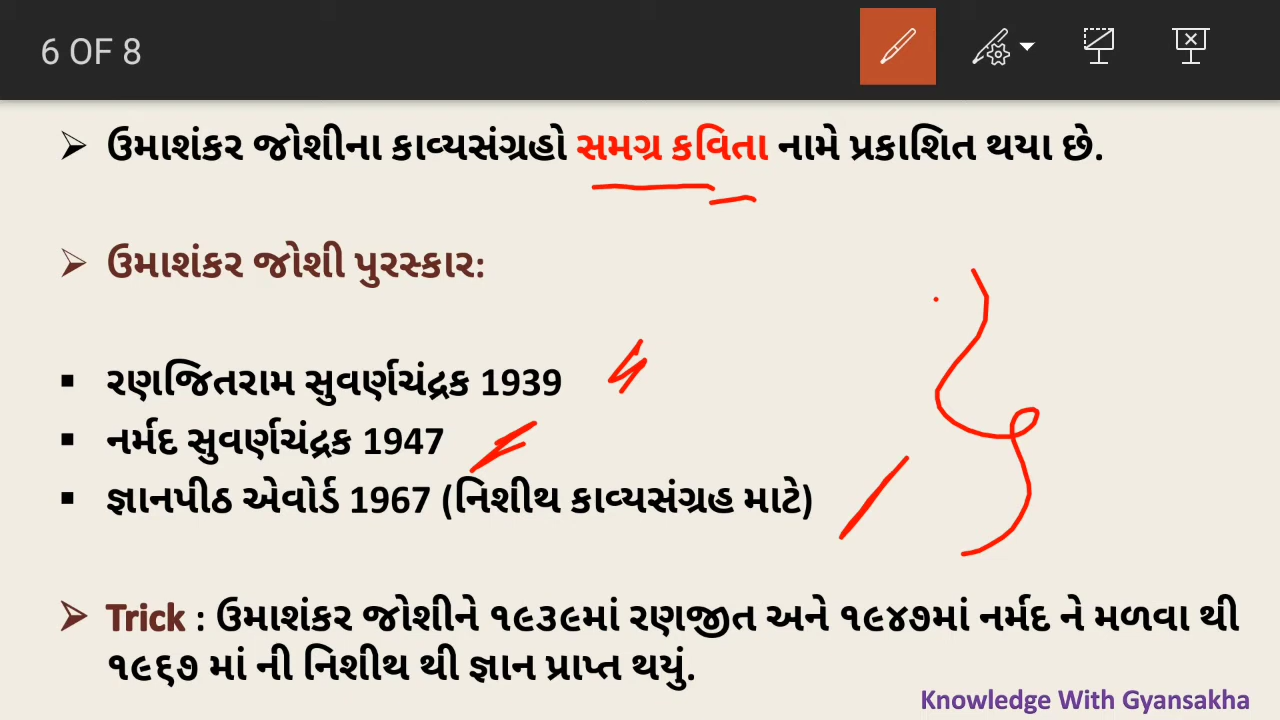 6 OF 8
ઉમાશંકર જોશીના કાવ્યસંગ્રહો સમગ્ર કવિતા નામે પ્રકાશિત થયા છે.
ઉમાશંકર જોશી પુરસ્કાર:
રણજિતરામ સુવર્ણચંદ્રક 1939
નર્મદ સુવર્ણચંદ્રક 1947
જ્ઞાનપીઠ એવોર્ડ 1967 (નિશીથ કાવ્યસંગ્રહ માટે)
Trick : ઉમાશંકર જોશીને ૧૯૩૯માં રણજીત અને ૧૯૪૭માં નર્મદ ને મળવા થી
૧૯૬૭ માં ની નિશીથ થી જ્ઞાન પ્રાપ્ત થયું.
Knowledge With Gyansakha